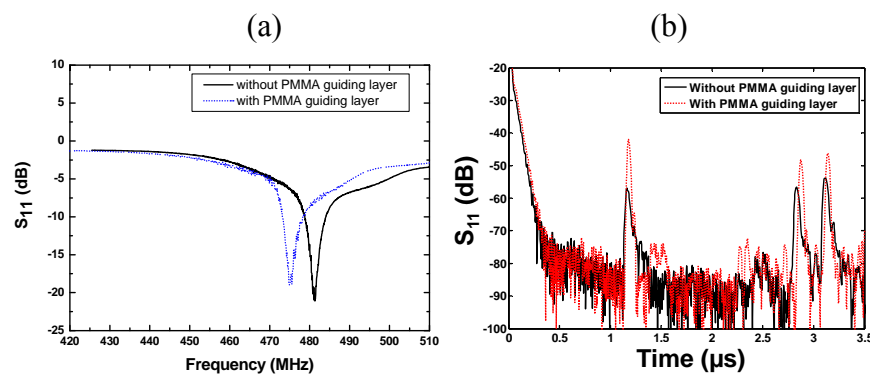 (a)
(b)
without PMMA guiding layer
with PMMA guiding layer
10
5
0
-5
-10
-15
-20
-25
S11 (dB)
420 430 440 450 460 470 480 490 500 510
Frequency (MHz)
Without PMMA guiding layer
With PMMA guiding layer
-20
-30
-40
-50
-60
-70
-80
-90
-100
S11 (dB)
0 0.5 1 1.5 2 2.5 3 3.5
Time (µs)